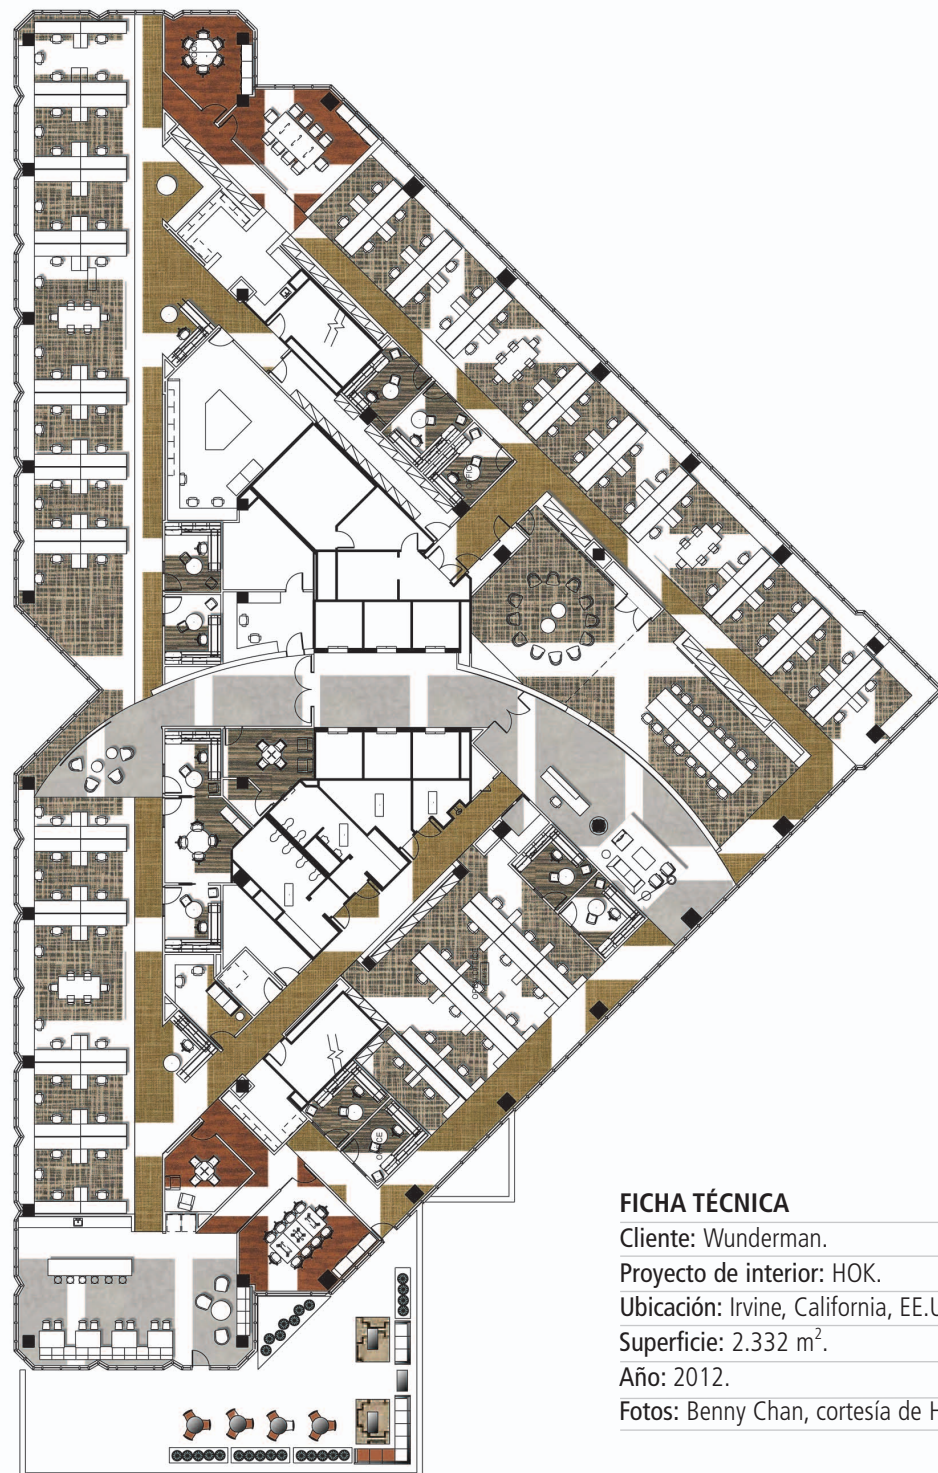 FICHA TÉCNICA
Cliente: Wunderman.
Proyecto de interior: HOK.
Ubicación: Irvine, California, EE.U
Superficie: 2.332 m².
Año: 2012.
Fotos: Benny Chan, cortesía de H